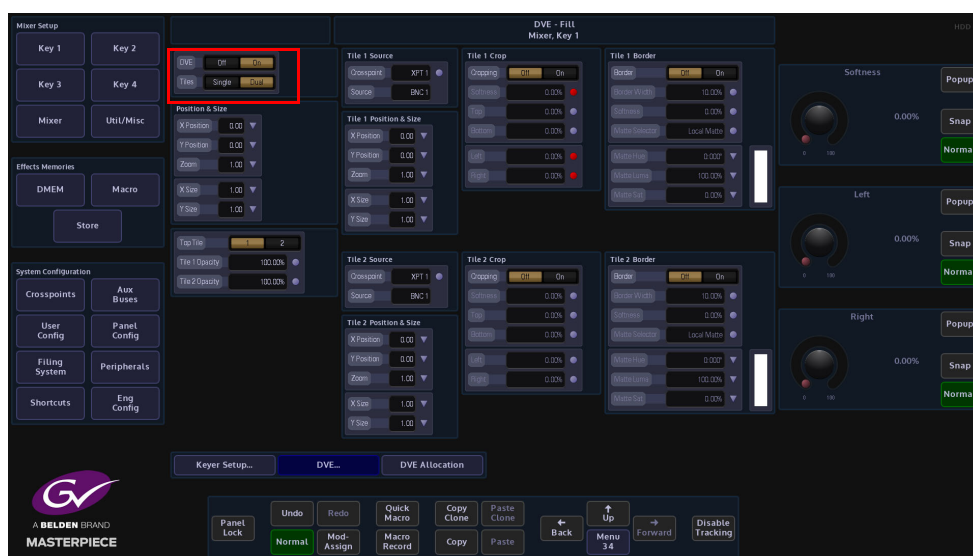 Mixer Setup
Key 1
Key 2
Key 3
Key 4
Mixer
Util/Misc
Effects Memories
DMEM
Macro
Store
System Configuration
Crosspoints
Aux
Buses
User
Config
Panel
Config
Filing
System
Peripherals
Shortcuts
Eng
Config
GV
A BELDEN BRAND
MASTERPIECE
DVE - Fill
Mixer, Key 1
HDD
DVE Off On
Tiles Single Dual
Position & Size
X Position 0.00
Y Position 0.00
Zoom 1.00
X Size 1.00
Y Size 1.00
Top Tile 1 2
Tile 1 Opacity 100.00%
Tile 2 Opacity 100.00%
Tile 1 Source
Crosspoint XPT 1
Source BNC 1
Tile 1 Position & Size
X Position 0.00
Y Position 0.00
Zoom 1.00
X Size 1.00
Y Size 1.00
Tile 1 Crop
Cropping Off On
Softness 0.00%
Top 0.00%
Bottom 0.00%
Left 0.00%
Right 0.00%
Tile 1 Border
Border Off On
Border Width 10.00%
Softness 0.00%
Matte Selector Local Matte
Matte Hue 0.000°
Matte Luma 100.00%
Matte Sat 0.00%
Tile 2 Source
Crosspoint XPT 1
Source BNC 1
Tile 2 Position & Size
X Position 0.00
Y Position 0.00
Zoom 1.00
X Size 1.00
Y Size 1.00
Tile 2 Crop
Cropping Off On
Softness 0.00%
Top 0.00%
Bottom 0.00%
Left 0.00%
Right 0.00%
Tile 2 Border
Border Off On
Border Width 10.00%
Softness 0.00%
Matte Selector Local Matte
Matte Hue 0.000°
Matte Luma 100.00%
Matte Sat 0.00%
Softness
0.00%
0 100
Popup
Snap
Norma
Left
0.00%
0 100
Popup
Snap
Norma
Right
0.00%
0 100
Popup
Snap
Norma
Keyer Setup...
DVE...
DVE Allocation
Panel
Lock
Undo
Redo
Normal
Mod-
Assign
Quick
Macro
Macro
Record
Copy
Clone
Paste
Clone
Copy
Paste
Back
Up
Menu
34
Forward
Disable
Tracking